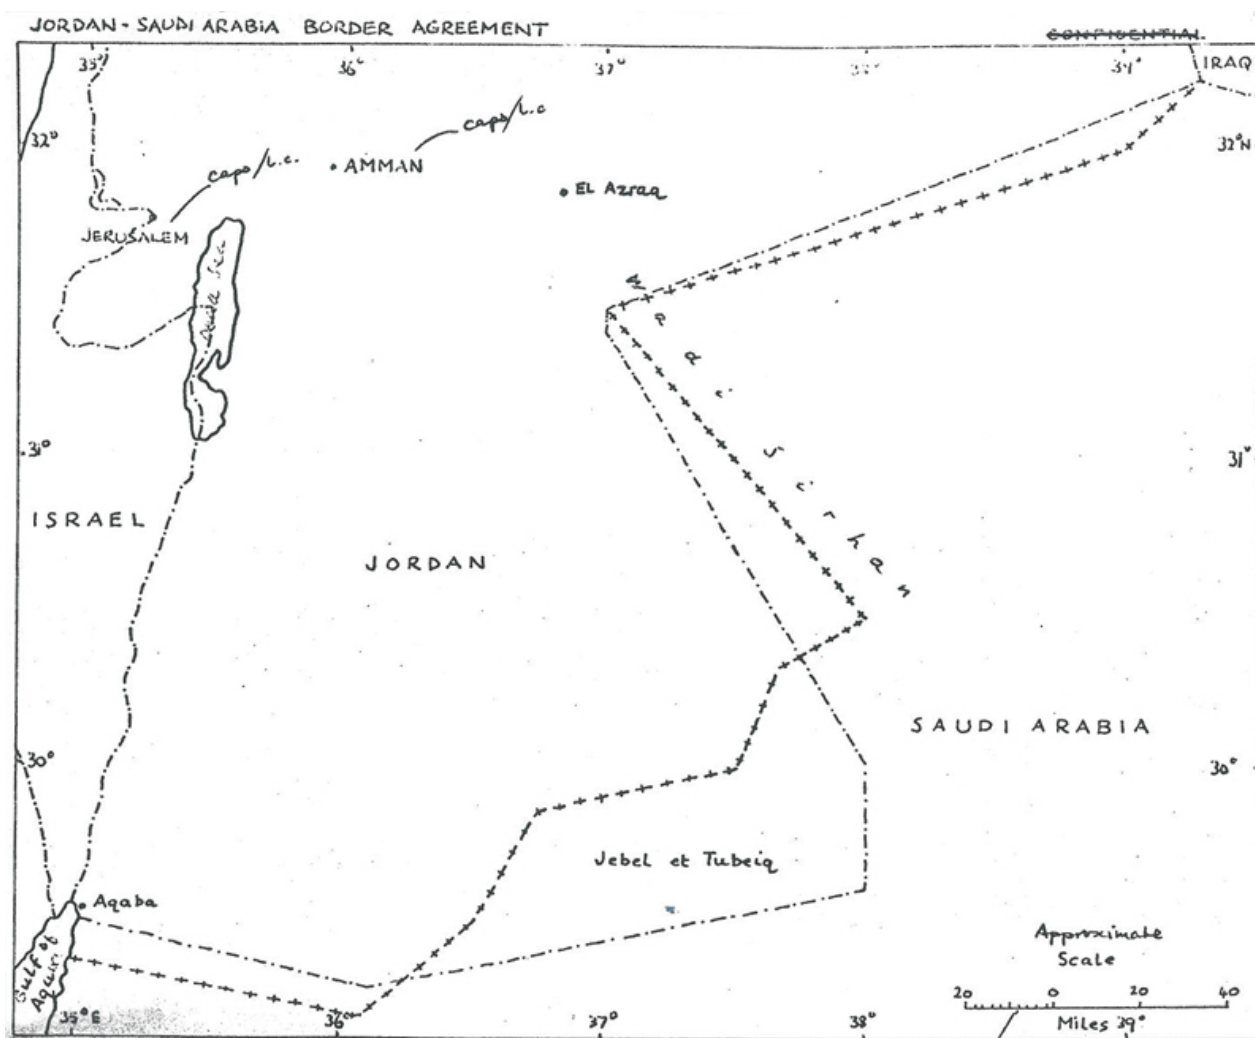 JORDAN - SAUDI ARABIA BORDER AGREEMENT
CONFIDENTIAL
35° 36° 37° 38° 39°
IRAQ
32° 32°N
caps/l.c.
caps/l.c.
AMMAN
EL Azraq
JERUSALEM
Dead Sea
Wadi Sirhan
31° 31°
ISRAEL
JORDAN
SAUDI ARABIA
30° 30°
Jebel et Tubeiq
Aqaba
Gulf of
Aqaba
Approximate
Scale
20 0 20 40
Miles
35°E 36° 37° 38° 39°